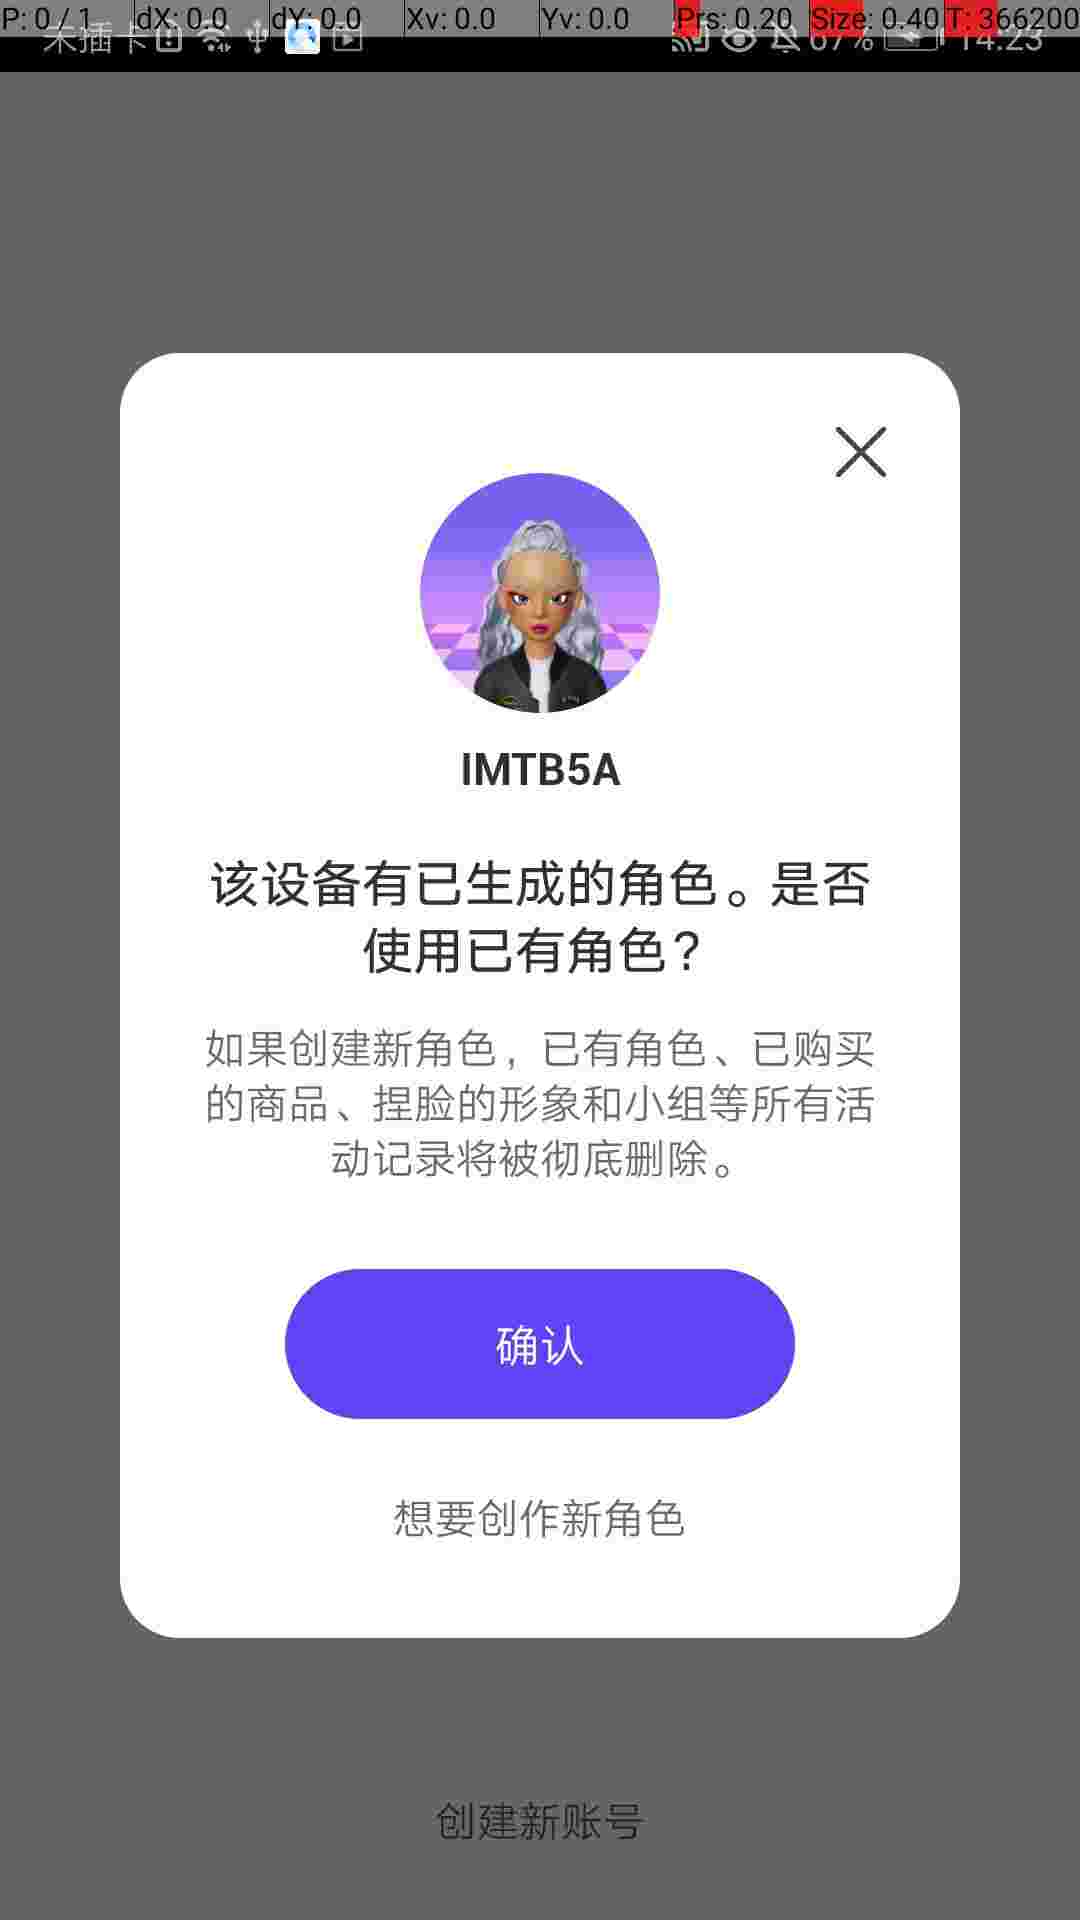 P: 0 / 1 dX: 0.0 dY: 0.0 Xv: 0.0 Yv: 0.0 Prs: 0.20 Size: 0.40 T: 366200
未插卡 67% 14:23
IMTB5A
该设备有已生成的角色。是否
使用已有角色？
如果创建新角色，已有角色、已购买
的商品、捏脸的形象和小组等所有活
动记录将被彻底删除。
确认
想要创作新角色
创建新账号